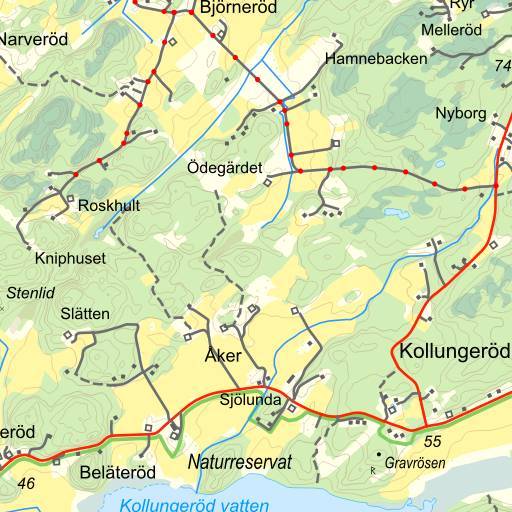 Björneröd
Ryr
Narveröd
Melleröd
Hamnebacken
74
Nyborg
Ödegärdet
Roskhult
Kniphuset
Stenlid
Slätten
Åker
Kollungeröd
Sjölunda
eröd
55
Naturreservat
Gravrösen
Beläteröd
46
Kollungeröd vatten